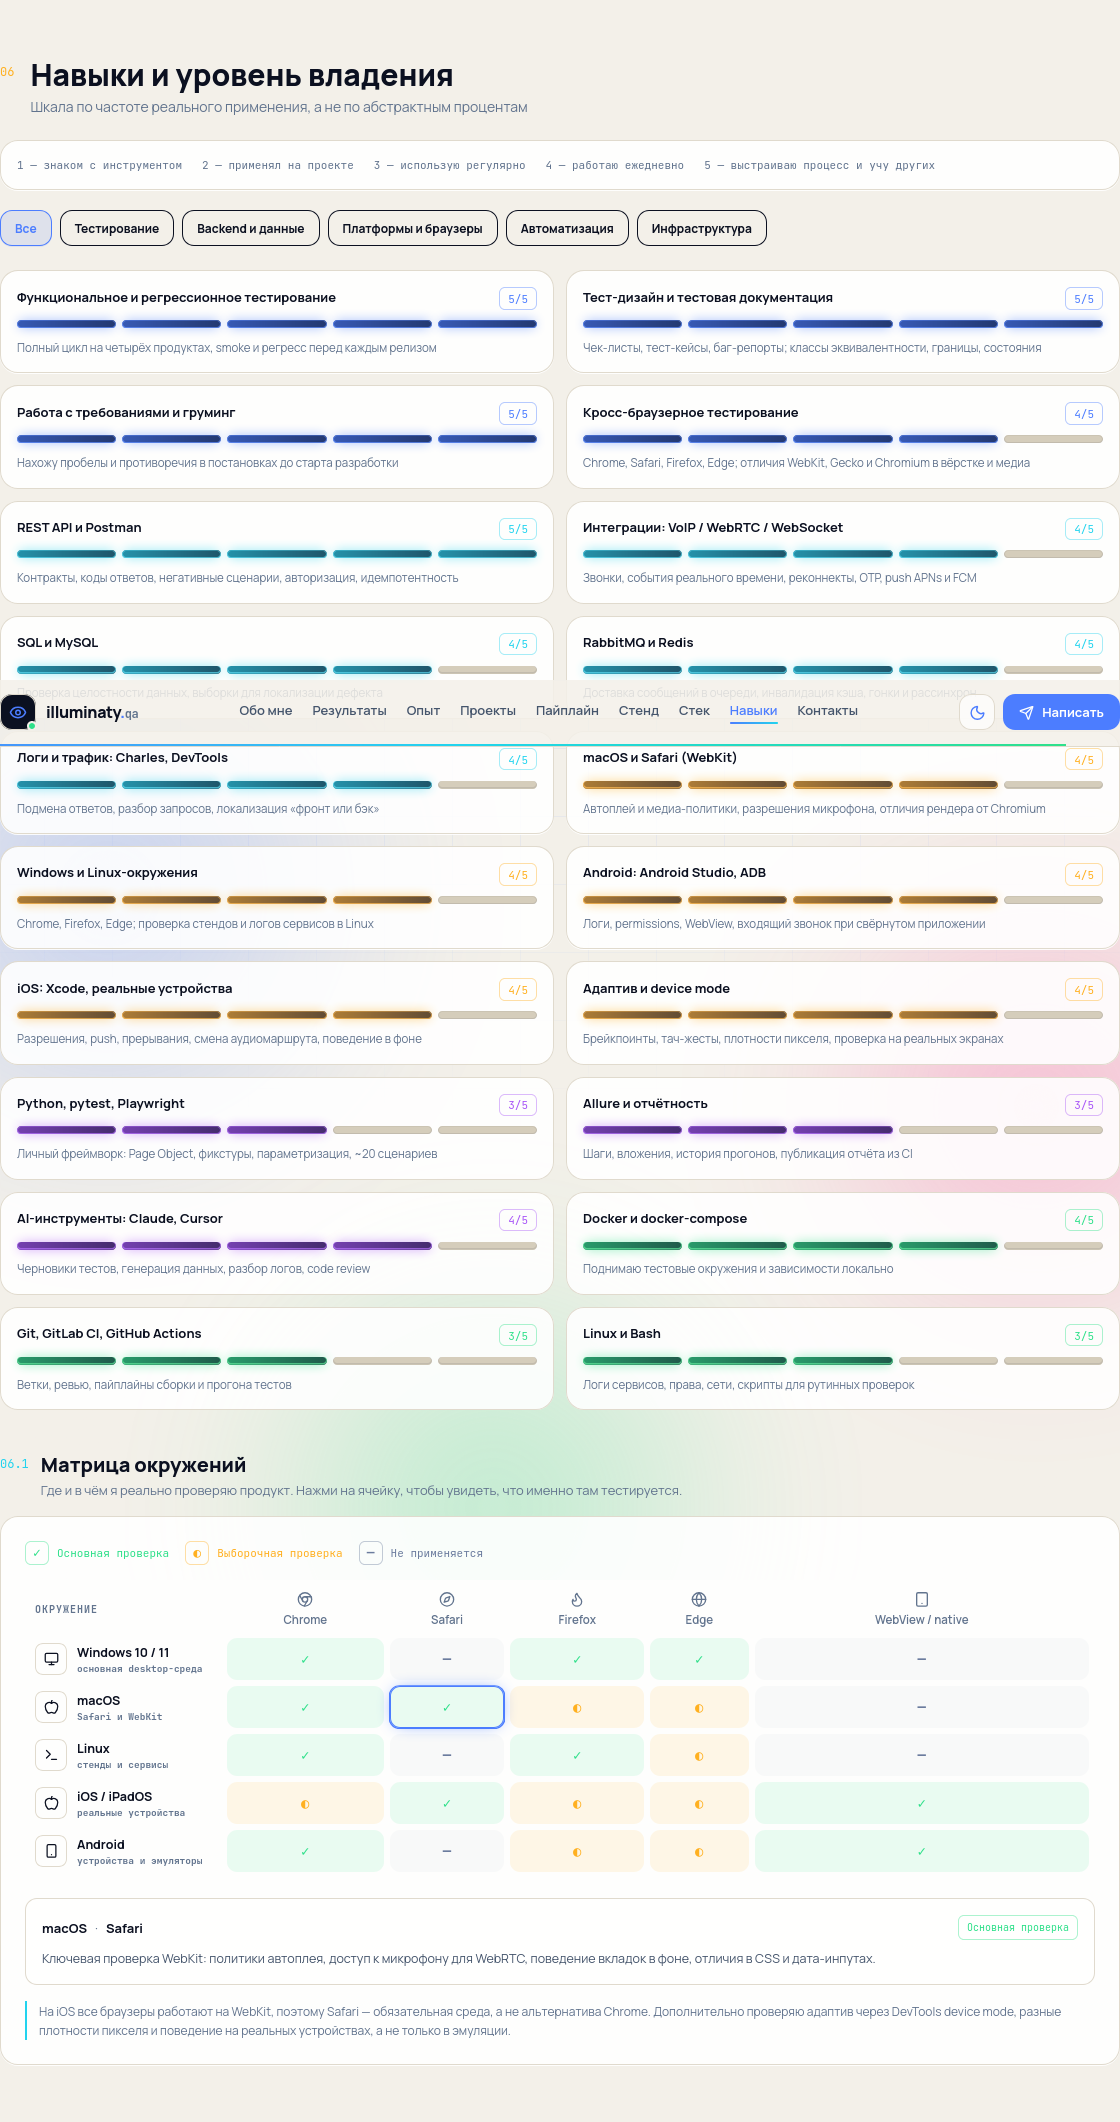 06
Навыки и уровень владения
Шкала по частоте реального применения, а не по абстрактным процентам
1 — знаком с инструментом 2 — применял на проекте 3 — использую регулярно 4 — работаю ежедневно 5 — выстраиваю процесс и учу других
Все Тестирование Backend и данные Платформы и браузеры Автоматизация Инфраструктура
Функциональное и регрессионное тестирование 5/5
Полный цикл на четырёх продуктах, smoke и регресс перед каждым релизом
Тест-дизайн и тестовая документация 5/5
Чек-листы, тест-кейсы, баг-репорты; классы эквивалентности, границы, состояния
Работа с требованиями и груминг 5/5
Нахожу пробелы и противоречия в постановках до старта разработки
Кросс-браузерное тестирование 4/5
Chrome, Safari, Firefox, Edge; отличия WebKit, Gecko и Chromium в вёрстке и медиа
REST API и Postman 5/5
Контракты, коды ответов, негативные сценарии, авторизация, идемпотентность
Интеграции: VoIP / WebRTC / WebSocket 4/5
Звонки, события реального времени, реконнекты, OTP, push APNs и FCM
SQL и MySQL 4/5
Проверка целостности данных, выборки для локализации дефекта
RabbitMQ и Redis 4/5
Доставка сообщений в очереди, инвалидация кэша, гонки и рассинхрон
illuminaty.qa
Обо мне Результаты Опыт Проекты Пайплайн Стенд Стек Навыки Контакты
Написать
Логи и трафик: Charles, DevTools 4/5
Подмена ответов, разбор запросов, локализация «фронт или бэк»
macOS и Safari (WebKit) 4/5
Автоплей и медиа-политики, разрешения микрофона, отличия рендера от Chromium
Windows и Linux-окружения 4/5
Chrome, Firefox, Edge; проверка стендов и логов сервисов в Linux
Android: Android Studio, ADB 4/5
Логи, permissions, WebView, входящий звонок при свёрнутом приложении
iOS: Xcode, реальные устройства 4/5
Разрешения, push, прерывания, смена аудиомаршрута, поведение в фоне
Адаптив и device mode 4/5
Брейкпоинты, тач-жесты, плотности пикселя, проверка на реальных экранах
Python, pytest, Playwright 3/5
Личный фреймворк: Page Object, фикстуры, параметризация, ~20 сценариев
Allure и отчётность 3/5
Шаги, вложения, история прогонов, публикация отчёта из CI
AI-инструменты: Claude, Cursor 4/5
Черновики тестов, генерация данных, разбор логов, code review
Docker и docker-compose 4/5
Поднимаю тестовые окружения и зависимости локально
Git, GitLab CI, GitHub Actions 3/5
Ветки, ревью, пайплайны сборки и прогона тестов
Linux и Bash 3/5
Логи сервисов, права, сети, скрипты для рутинных проверок
06.1
Матрица окружений
Где и в чём я реально проверяю продукт. Нажми на ячейку, чтобы увидеть, что именно там тестируется.
✓ Основная проверка ◐ Выборочная проверка — Не применяется
ОКРУЖЕНИЕ Chrome Safari Firefox Edge WebView / native
Windows 10 / 11 ✓ — ✓ ✓ —
основная desktop-среда
macOS ✓ ✓ ◐ ◐ —
Safari и WebKit
Linux ✓ — ✓ ◐ —
стенды и сервисы
iOS / iPadOS ◐ ✓ ◐ ◐ ✓
реальные устройства
Android ✓ — ◐ ◐ ✓
устройства и эмуляторы
macOS · Safari Основная проверка
Ключевая проверка WebKit: политики автоплея, доступ к микрофону для WebRTC, поведение вкладок в фоне, отличия в CSS и дата-инпутах.
На iOS все браузеры работают на WebKit, поэтому Safari — обязательная среда, а не альтернатива Chrome. Дополнительно проверяю адаптив через DevTools device mode, разные
плотности пикселя и поведение на реальных устройствах, а не только в эмуляции.